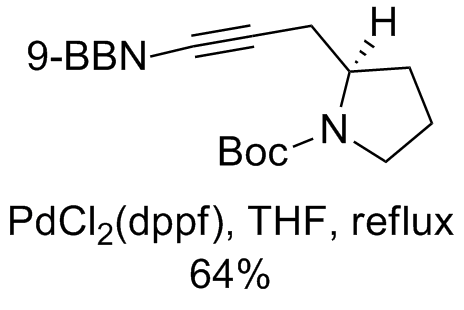 H
9-BBN
N
Boc
PdCl₂(dppf), THF, reflux
64%